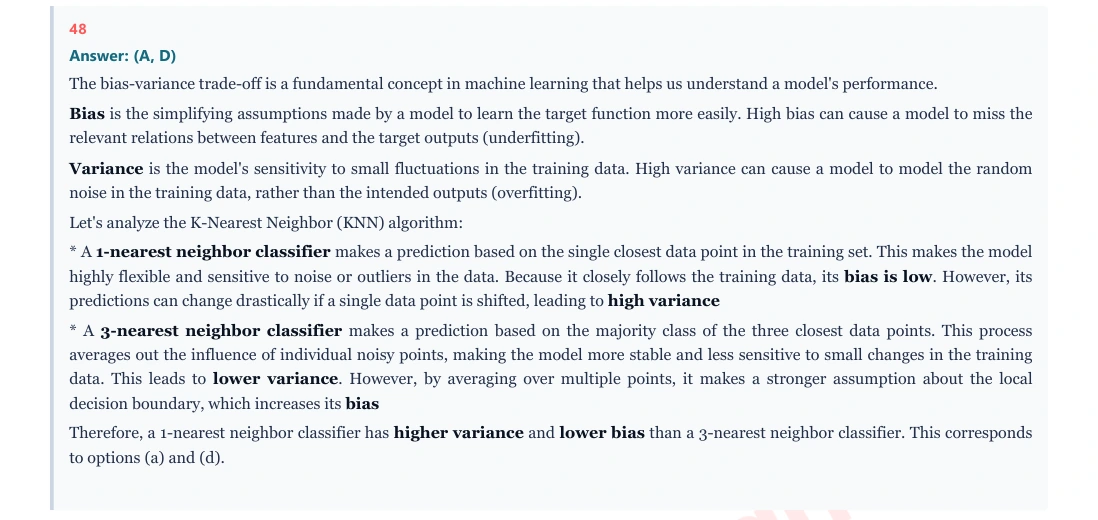 48
Answer: (A, D)
The bias-variance trade-off is a fundamental concept in machine learning that helps us understand a model's performance.
Bias is the simplifying assumptions made by a model to learn the target function more easily. High bias can cause a model to miss the
relevant relations between features and the target outputs (underfitting).
Variance is the model's sensitivity to small fluctuations in the training data. High variance can cause a model to model the random
noise in the training data, rather than the intended outputs (overfitting).
Let's analyze the K-Nearest Neighbor (KNN) algorithm:
* A 1-nearest neighbor classifier makes a prediction based on the single closest data point in the training set. This makes the model
highly flexible and sensitive to noise or outliers in the data. Because it closely follows the training data, its bias is low. However, its
predictions can change drastically if a single data point is shifted, leading to high variance
* A 3-nearest neighbor classifier makes a prediction based on the majority class of the three closest data points. This process
averages out the influence of individual noisy points, making the model more stable and less sensitive to small changes in the training
data. This leads to lower variance. However, by averaging over multiple points, it makes a stronger assumption about the local
decision boundary, which increases its bias
Therefore, a 1-nearest neighbor classifier has higher variance and lower bias than a 3-nearest neighbor classifier. This corresponds
to options (a) and (d).